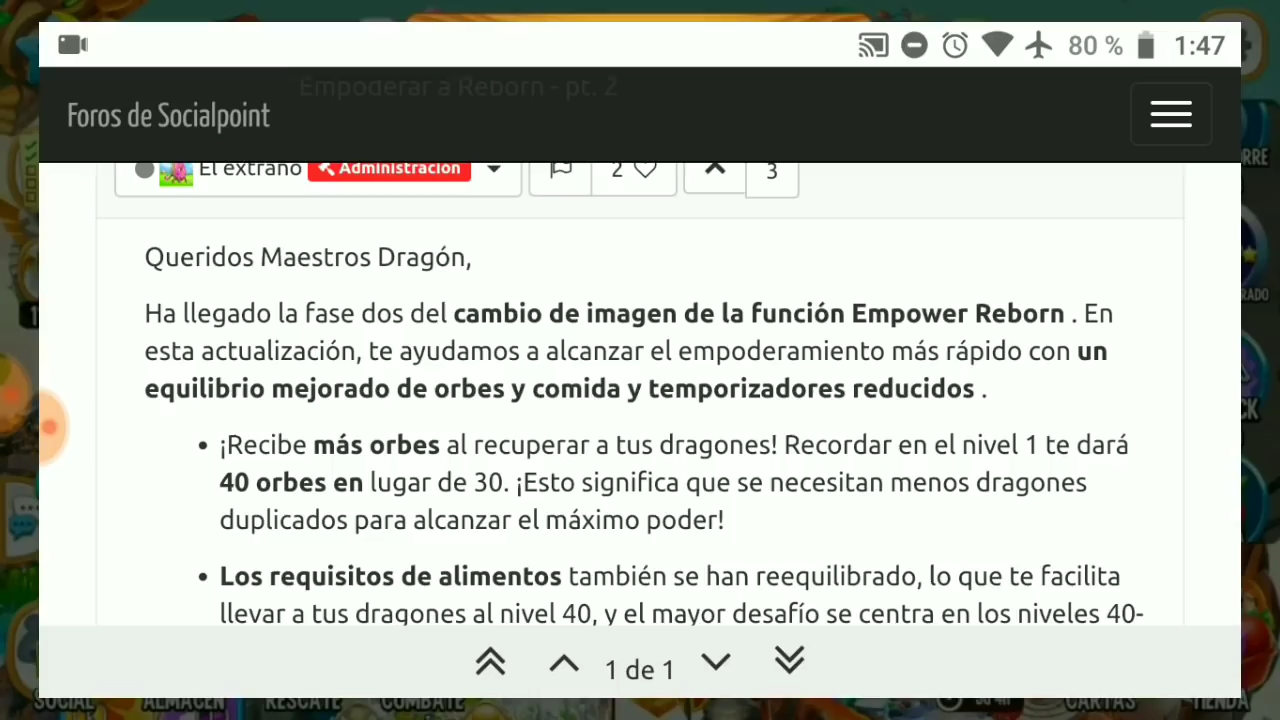 80 % 1:47
Empoderar a Reborn - pt. 2
Foros de Socialpoint
El extraño Administración 2 3
Queridos Maestros Dragón,
Ha llegado la fase dos del cambio de imagen de la función Empower Reborn . En
esta actualización, te ayudamos a alcanzar el empoderamiento más rápido con un
equilibrio mejorado de orbes y comida y temporizadores reducidos .
• ¡Recibe más orbes al recuperar a tus dragones! Recordar en el nivel 1 te dará
40 orbes en lugar de 30. ¡Esto significa que se necesitan menos dragones
duplicados para alcanzar el máximo poder!
• Los requisitos de alimentos también se han reequilibrado, lo que te facilita
llevar a tus dragones al nivel 40, y el mayor desafío se centra en los niveles 40-
1 de 1
SOCIAL ALMACÉN RESCATE COMBATE CARTAS TIENDA